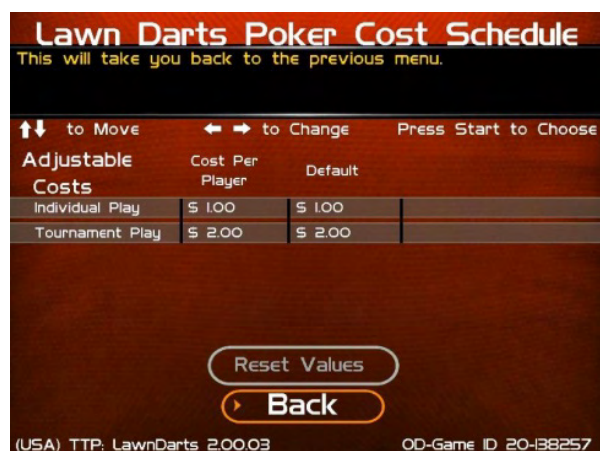 Lawn Darts Poker Cost Schedule
This will take you back to the previous menu.
to Move to Change Press Start to Choose
Adjustable Costs Cost Per Player Default
Individual Play $ 1.00 $ 1.00
Tournament Play $ 2.00 $ 2.00
Reset Values
Back
(USA) TTP: LawnDarts 2.00.03 OD-Game ID 20-138257